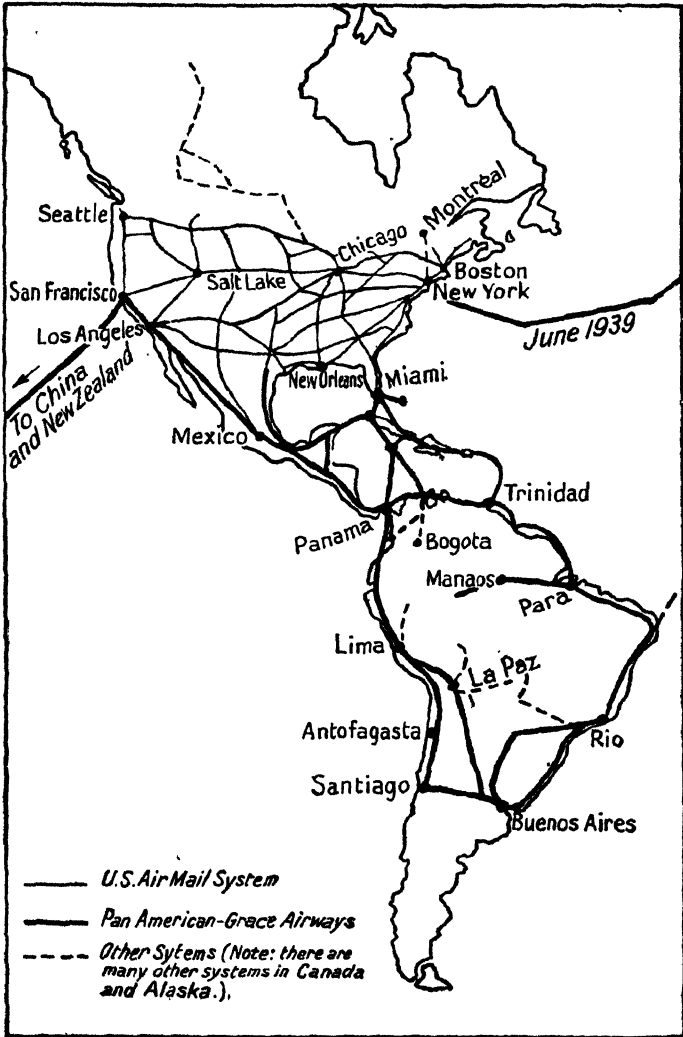 Montreal
Seattle
Chicago
Salt Lake
Boston
New York
San Francisco
Los Angeles
June 1939
To China
and New Zealand
New Orleans
Miami
Mexico
Trinidad
Panama
Bogota
Manaos
Para
Lima
La Paz
Antofagasta
Rio
Santiago
Buenos Aires
U.S. Air Mail System
Pan American-Grace Airways
Other Sytems (Note: there are
many other systems in Canada
and Alaska.).